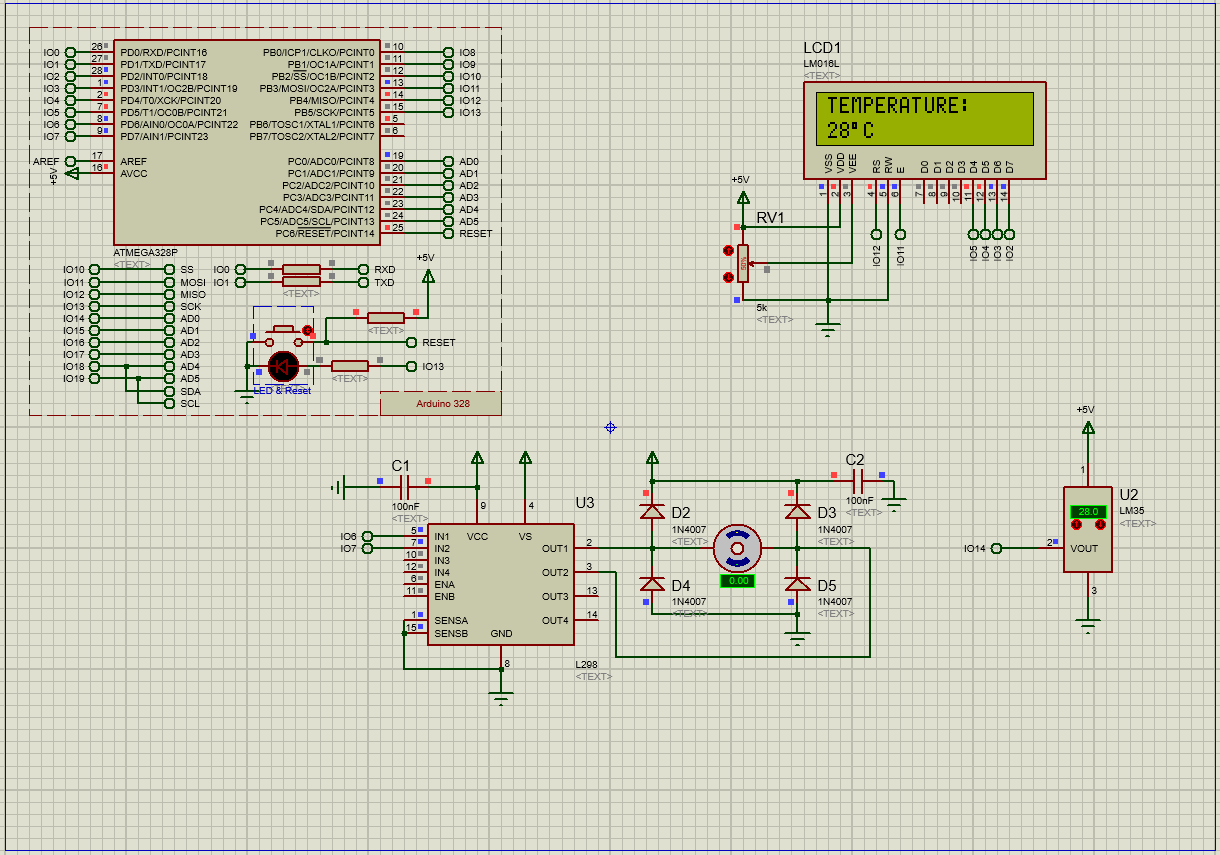 IO0 26 PD0/RXD/PCINT16 PB0/ICP1/CLKO/PCINT0 10 IO8
IO1 27 PD1/TXD/PCINT17 PB1/OC1A/PCINT1 11 IO9
IO2 28 PD2/INT0/PCINT18 PB2/SS/OC1B/PCINT2 12 IO10
IO3 1 PD3/INT1/OC2B/PCINT19 PB3/MOSI/OC2A/PCINT3 13 IO11
IO4 2 PD4/T0/XCK/PCINT20 PB4/MISO/PCINT4 14 IO12
IO5 7 PD5/T1/OC0B/PCINT21 PB5/SCK/PCINT5 15 IO13
IO6 8 PD6/AIN0/OC0A/PCINT22 PB6/TOSC1/XTAL1/PCINT6 5
IO7 9 PD7/AIN1/PCINT23 PB7/TOSC2/XTAL2/PCINT7 6
AREF 17 AREF PC0/ADC0/PCINT8 19 AD0
+5V 16 AVCC PC1/ADC1/PCINT9 20 AD1
PC2/ADC2/PCINT10 21 AD2
PC3/ADC3/PCINT11 22 AD3
PC4/ADC4/SDA/PCINT12 23 AD4
PC5/ADC5/SCL/PCINT13 24 AD5
PC6/RESET/PCINT14 25 RESET
ATMEGA328P
<TEXT>
IO10 SS
IO11 MOSI
IO12 MISO
IO13 SCK
IO14 AD0
IO15 AD1
IO16 AD2
IO17 AD3
IO18 AD4
IO19 AD5
SDA
SCL
IO0 RXD
IO1 TXD
<TEXT>
+5V
<TEXT>
RESET
IO13
<TEXT>
LED & Reset
Arduino 328
LCD1
LM016L
<TEXT>
TEMPERATURE:
28°C
VSS VDD VEE RS RW E D0 D1 D2 D3 D4 D5 D6 D7
1 2 3 4 5 6 7 8 9 10 11 12 13 14
IO12 IO11 IO5 IO4 IO3 IO2
+5V
RV1
50%
5k
<TEXT>
C1
100nF
<TEXT>
9 4
U3
VCC VS
IO6 5 IN1
IO7 7 IN2 OUT1 2
10 IN3
12 IN4 OUT2 3
6 ENA
11 ENB OUT3 13
1 SENSA OUT4 14
15 SENSB GND
8
L298
<TEXT>
D2
1N4007
<TEXT>
D3
1N4007
<TEXT>
C2
100nF
<TEXT>
0.00
D4
1N4007
<TEXT>
D5
1N4007
<TEXT>
+5V
1
U2
LM35
<TEXT>
28.0
IO14 2 VOUT
3